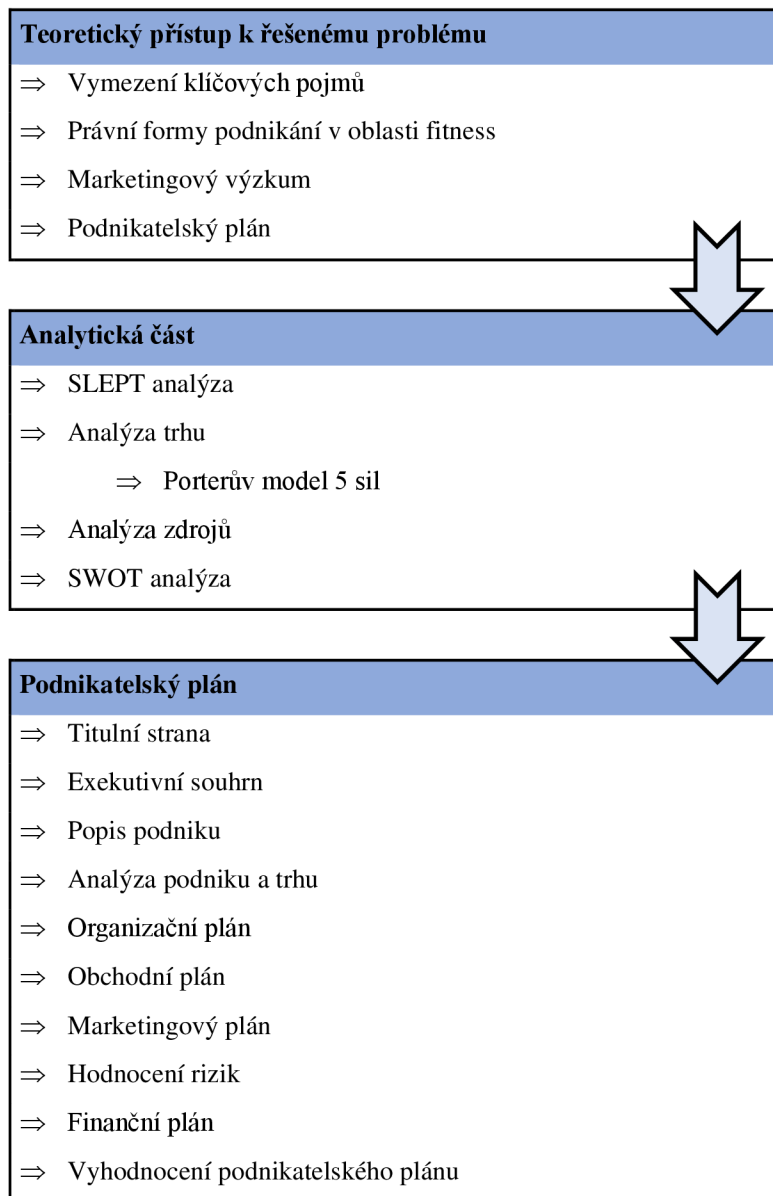 Teoretický přístup k řešenému problému
⇒ Vymezení klíčových pojmů
⇒ Právní formy podnikání v oblasti fitness
⇒ Marketingový výzkum
⇒ Podnikatelský plán
Analytická část
⇒ SLEPT analýza
⇒ Analýza trhu
⇒ Porterův model 5 sil
⇒ Analýza zdrojů
⇒ SWOT analýza
Podnikatelský plán
⇒ Titulní strana
⇒ Exekutivní souhrn
⇒ Popis podniku
⇒ Analýza podniku a trhu
⇒ Organizační plán
⇒ Obchodní plán
⇒ Marketingový plán
⇒ Hodnocení rizik
⇒ Finanční plán
⇒ Vyhodnocení podnikatelského plánu